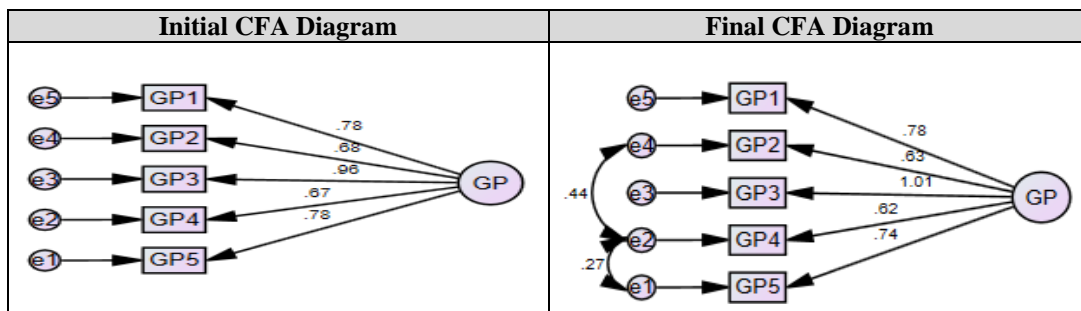 Initial CFA Diagram
Final CFA Diagram
e5 GP1
.78
e4 GP2
.68
e3 GP3
.96
GP
e2 GP4
.67
e1 GP5
.78
e5 GP1
.78
e4 GP2
.63
e3 GP3
1.01
GP
.44
e2 GP4
.62
.27
e1 GP5
.74